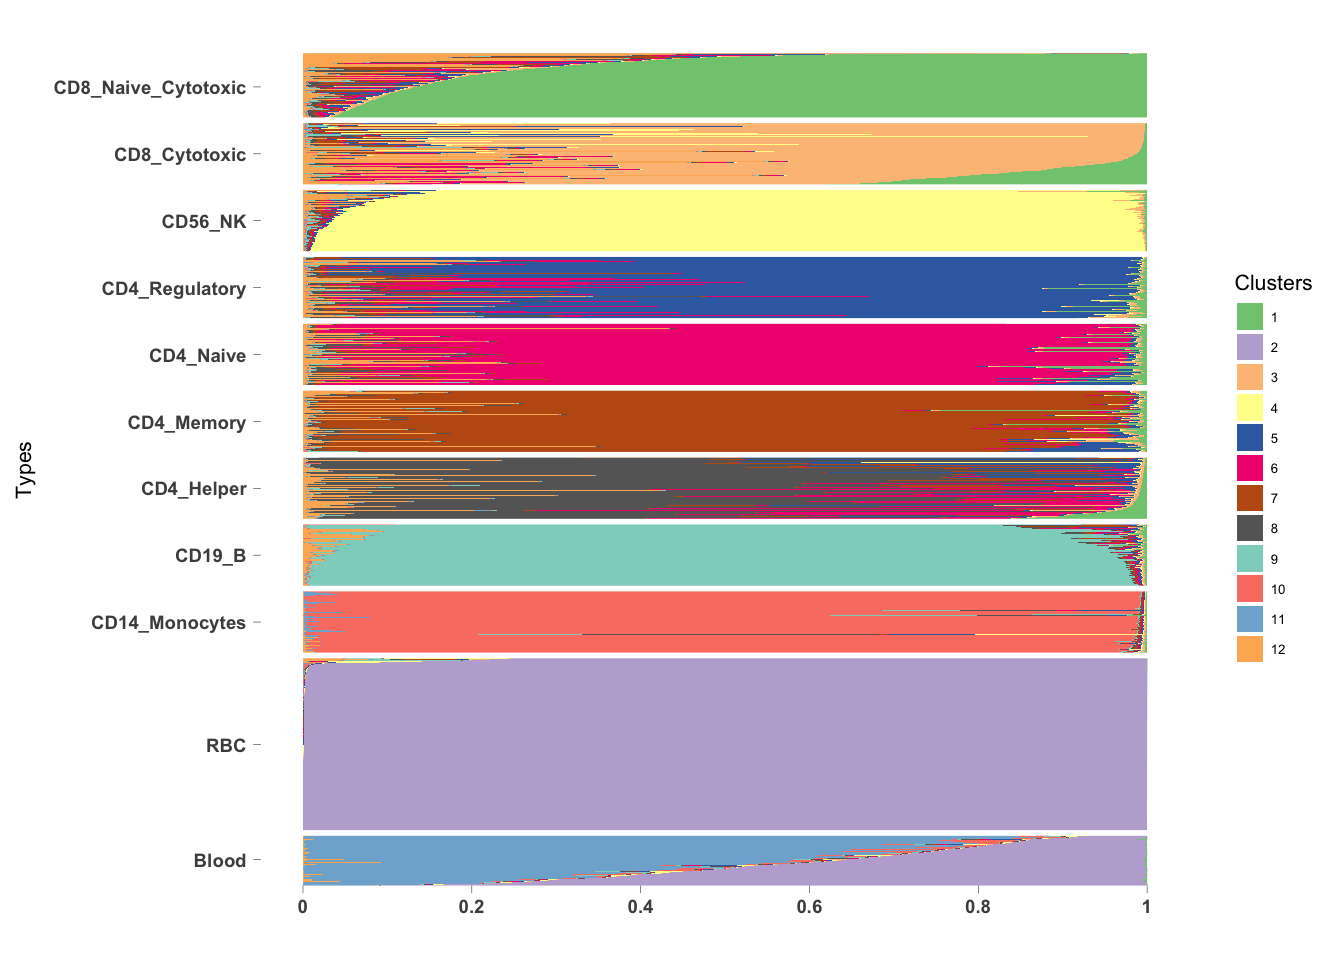 CD8_Naive_Cytotoxic
CD8_Cytotoxic
CD56_NK
CD4_Regulatory
CD4_Naive
CD4_Memory
CD4_Helper
CD19_B
CD14_Monocytes
RBC
Blood
Types
0 0.2 0.4 0.6 0.8 1
Clusters
1
2
3
4
5
6
7
8
9
10
11
12